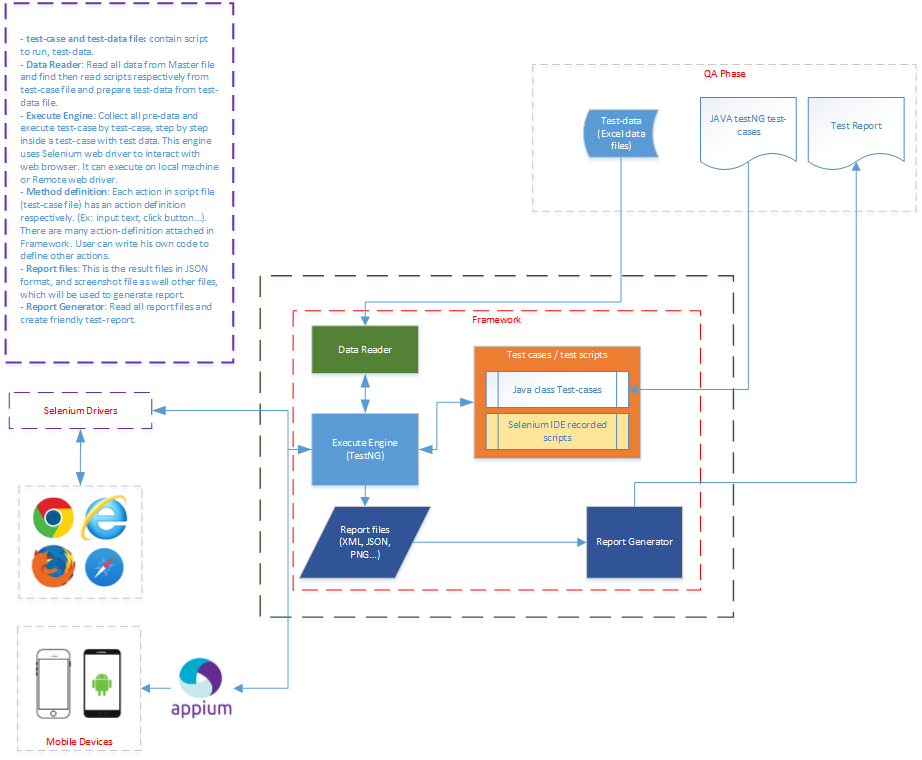 - test-case and test-data files: contain script
to run, test-data.
- Data Reader: Read all data from Master file
and find then read scripts respectively from
test-case file and prepare test-data from test-
data file.
- Execute Engine: Collect all pre-data and
execute test-case by test-case, step by step
inside a test-case with test data. This engine
uses Selenium web driver to interact with
web browser. It can execute on local machine
or Remote web driver.
- Method definition: Each action in script file
(test-case file) has an action definition
respectively. (Ex: input text, click button...).
There are many action-definition attached in
Framework. User can write his own code to
define other actions.
- Report files: This is the result files in JSON
format, and screenshot file as well other files,
which will be used to generate report.
- Report Generator: Read all report files and
create friendly test-report.
QA Phase
Test-data
(Excel data
files)
JAVA testNG test-
cases
Test Report
Framework
Data Reader
Test cases / test scripts
Java class Test-cases
Selenium IDE recorded
scripts
Selenium Drivers
Execute Engine
(TestNG)
Report files
(XML, JSON,
PNG...)
Report Generator
appium
Mobile Devices